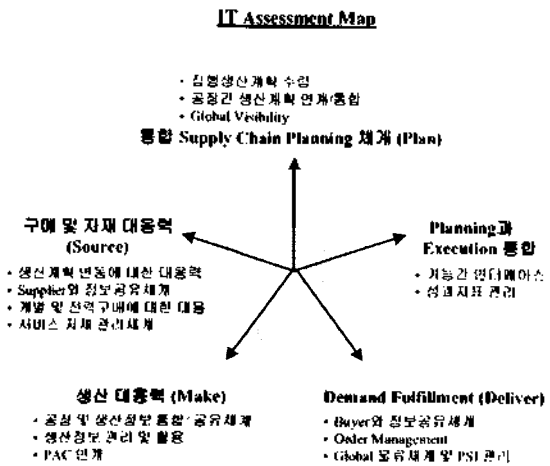 IT Assessment Map
• 집행생산계획 수립
• 공장간 생산계획 연계/통합
• Global Visibility
통합 Supply Chain Planning 체계 (Plan)
구매 및 자재 대응력
(Source)
• 생산계획 변동에 대한 대응력
• Supplier와 정보공유체계
• 개별 및 전략구매에 대한 대응
• 서비스 자재 관리체계
Planning과
Execution 통합
• 기능간 인터페이스
• 성과지표 관리
생산 대응력 (Make)
• 공정 및 생산정보 통합/공유체계
• 생산정보 관리 및 활용
• PAC 연계
Demand Fulfillment (Deliver)
• Buyer와 정보공유체계
• Order Management
• Global 물류체계 및 PSI 관리